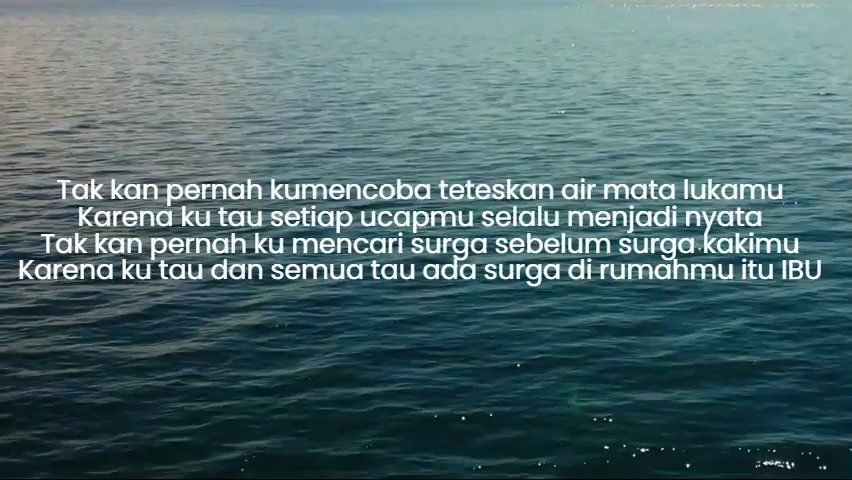 Tak kan pernah kumencoba teteskan air mata lukamu
Karena ku tau setiap ucapmu selalu menjadi nyata
Tak kan pernah ku mencari surga sebelum surga kakimu
Karena ku tau dan semua tau ada surga di rumahmu itu IBU